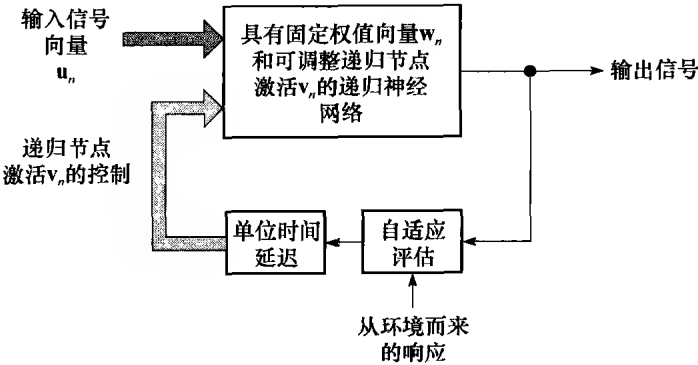 输入信号
向量
uₙ
具有固定权值向量wₙ
和可调整递归节点
激活vₙ的递归神经
网络
输出信号
递归节点
激活vₙ的控制
单位时间
延迟
自适应
评估
从环境而来
的响应